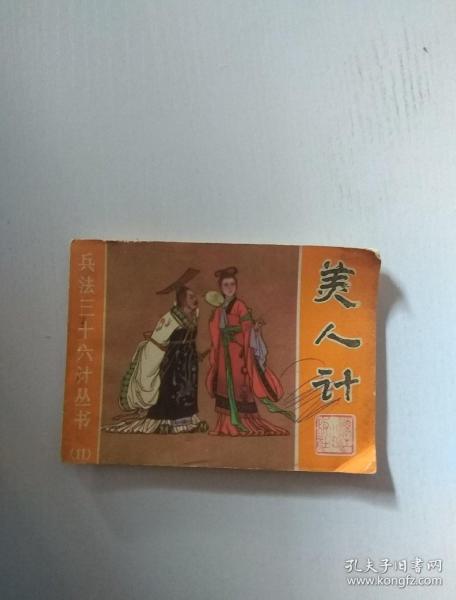 美人计
兵法三十六计丛书
(11)
孔夫子旧书网
www.kongfz.com